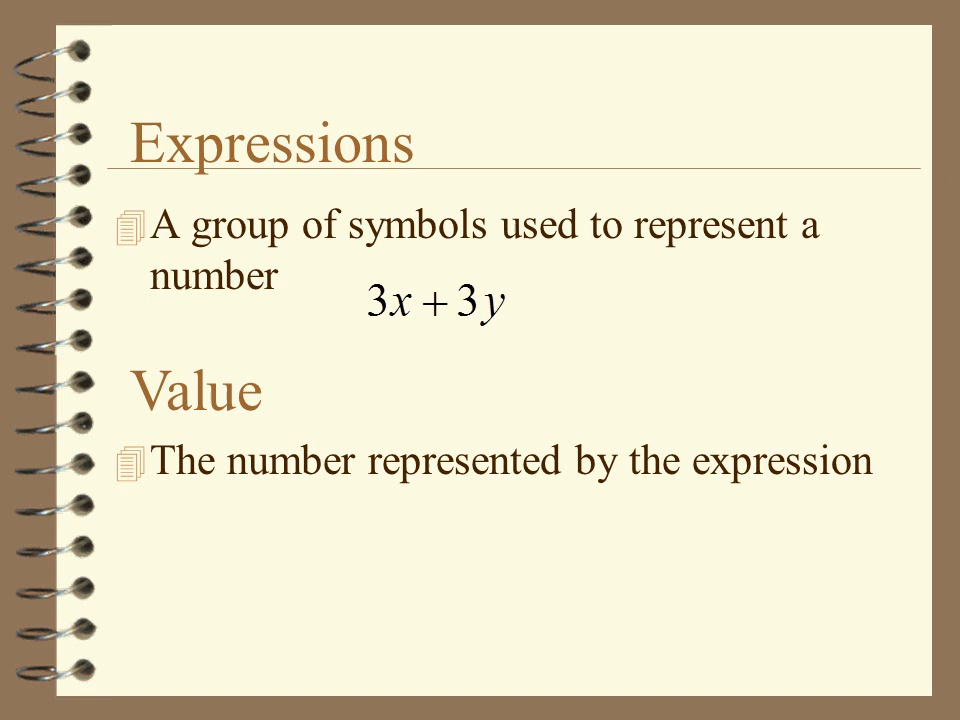 Expressions
A group of symbols used to represent a
number
3x + 3y
Value
The number represented by the expression